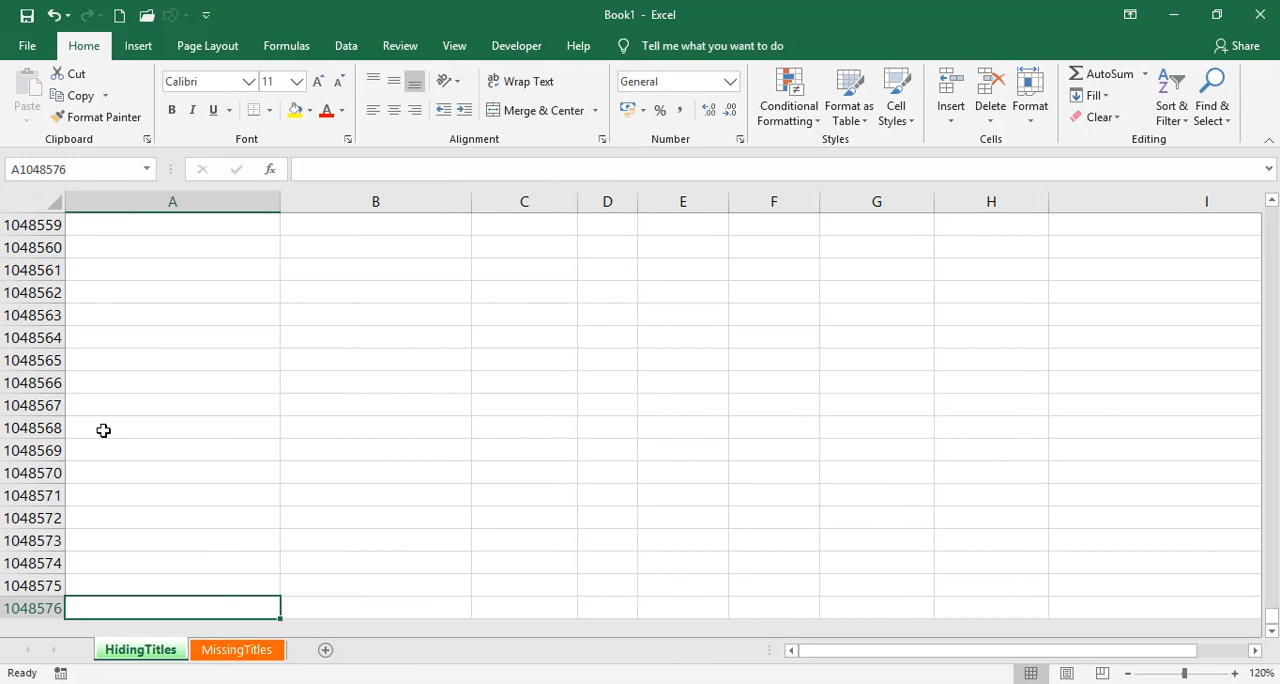 Book1 - Excel
File Home Insert Page Layout Formulas Data Review View Developer Help Tell me what you want to do Share
Paste Cut Copy Format Painter
Calibri 11
B I U A A A
ab Wrap Text
Merge & Center
General
% ,
Conditional Formatting
Format as Table
Cell Styles
Insert Delete Format
AutoSum
Fill
Clear
Sort & Filter
Find & Select
Clipboard Font Alignment Number Styles Cells Editing
A1048576 fx
A B C D E F G H I
1048559
1048560
1048561
1048562
1048563
1048564
1048565
1048566
1048567
1048568
1048569
1048570
1048571
1048572
1048573
1048574
1048575
1048576
HidingTitles MissingTitles
Ready 120%